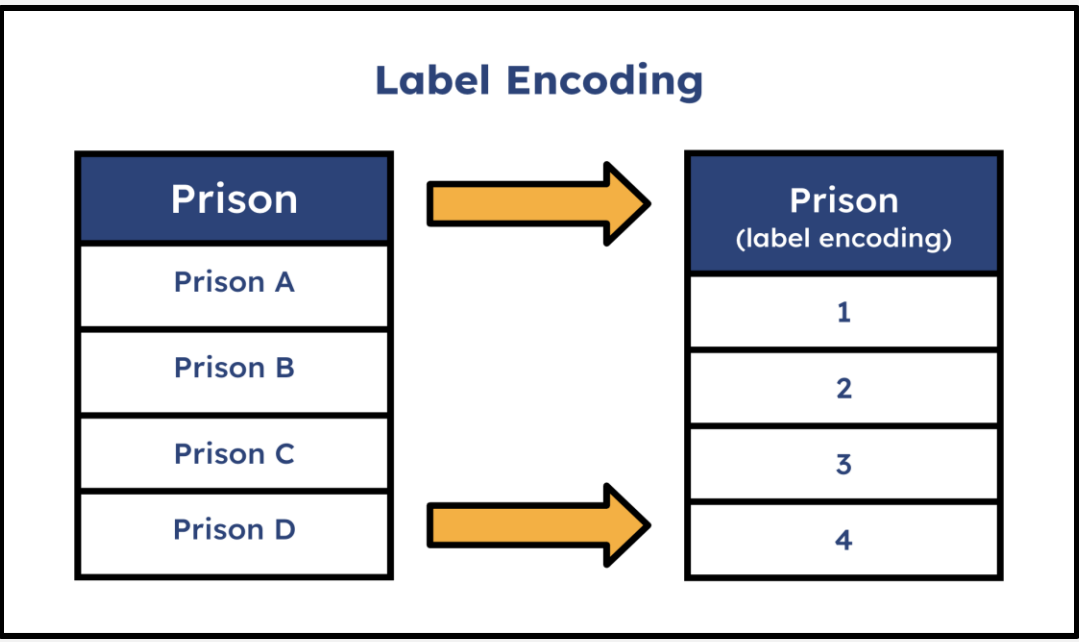 Label Encoding
Prison
Prison A
Prison B
Prison C
Prison D
Prison
(label encoding)
1
2
3
4